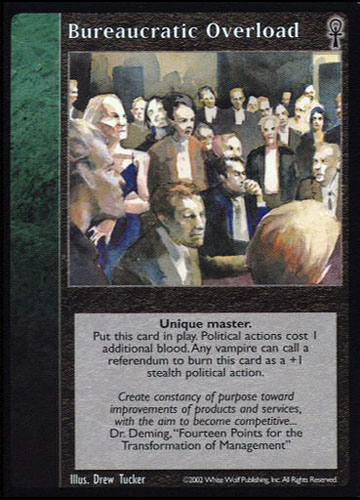 Bureaucratic Overload
Unique master.
Put this card in play. Political actions cost 1
additional blood. Any vampire can call a
referendum to burn this card as a +1
stealth political action.
Create constancy of purpose toward
improvements of products and services,
with the aim to become competitive...
Dr. Deming, "Fourteen Points for the
Transformation of Management"
Illus. Drew Tucker
©2002 White Wolf Publishing, Inc. All Rights Reserved.